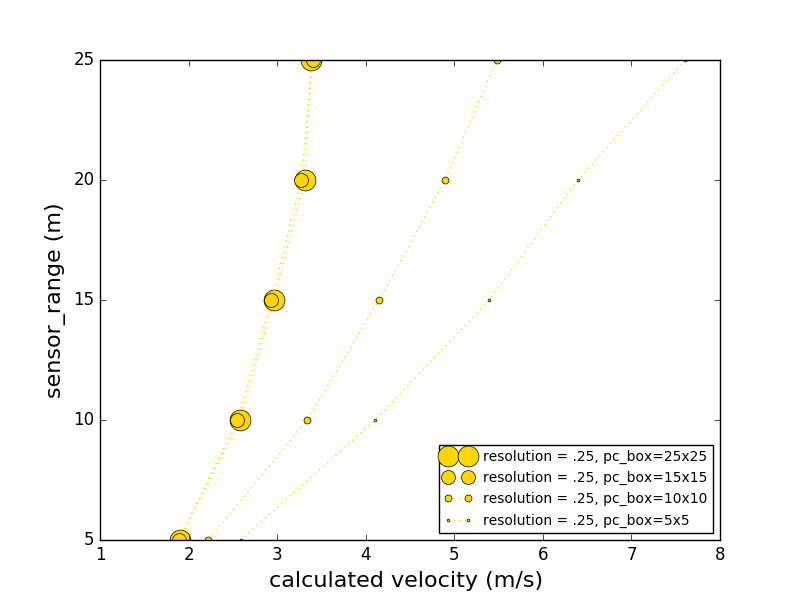 25
20
15
10
5
sensor_range (m)
resolution = .25, pc_box=25x25
resolution = .25, pc_box=15x15
resolution = .25, pc_box=10x10
resolution = .25, pc_box=5x5
1 2 3 4 5 6 7 8
calculated velocity (m/s)